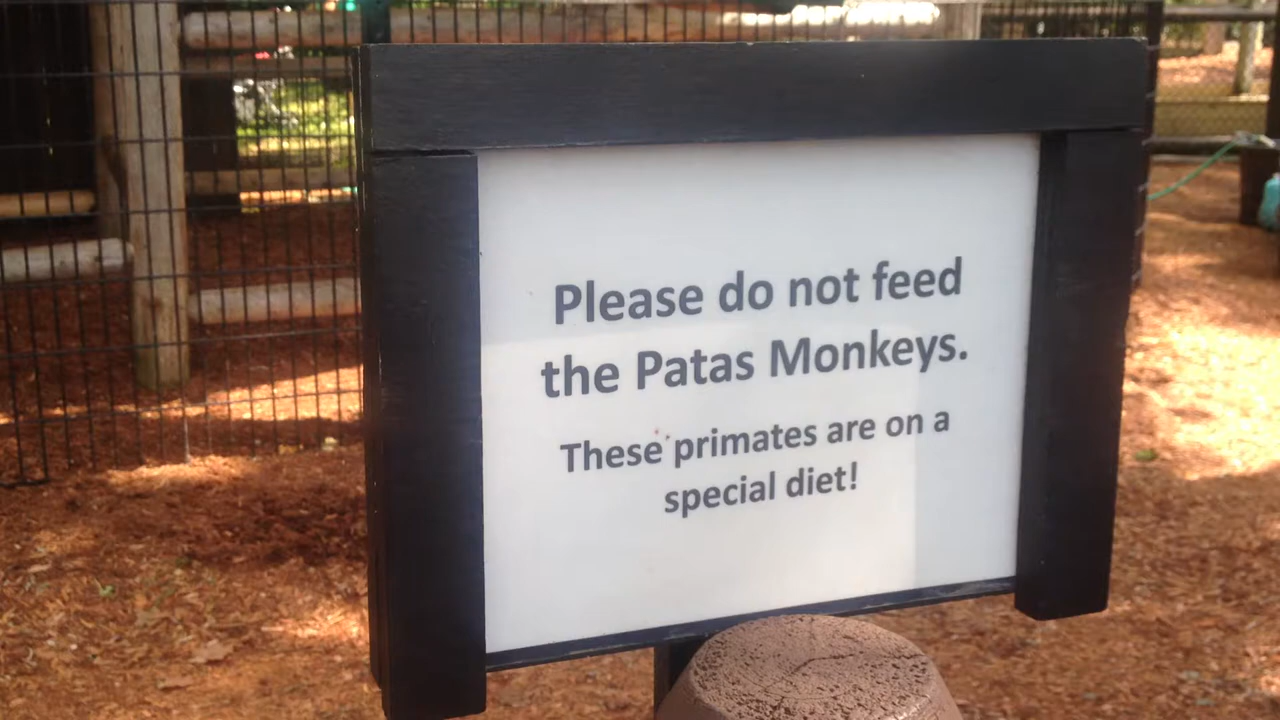 Please do not feed
the Patas Monkeys.
These primates are on a
special diet!